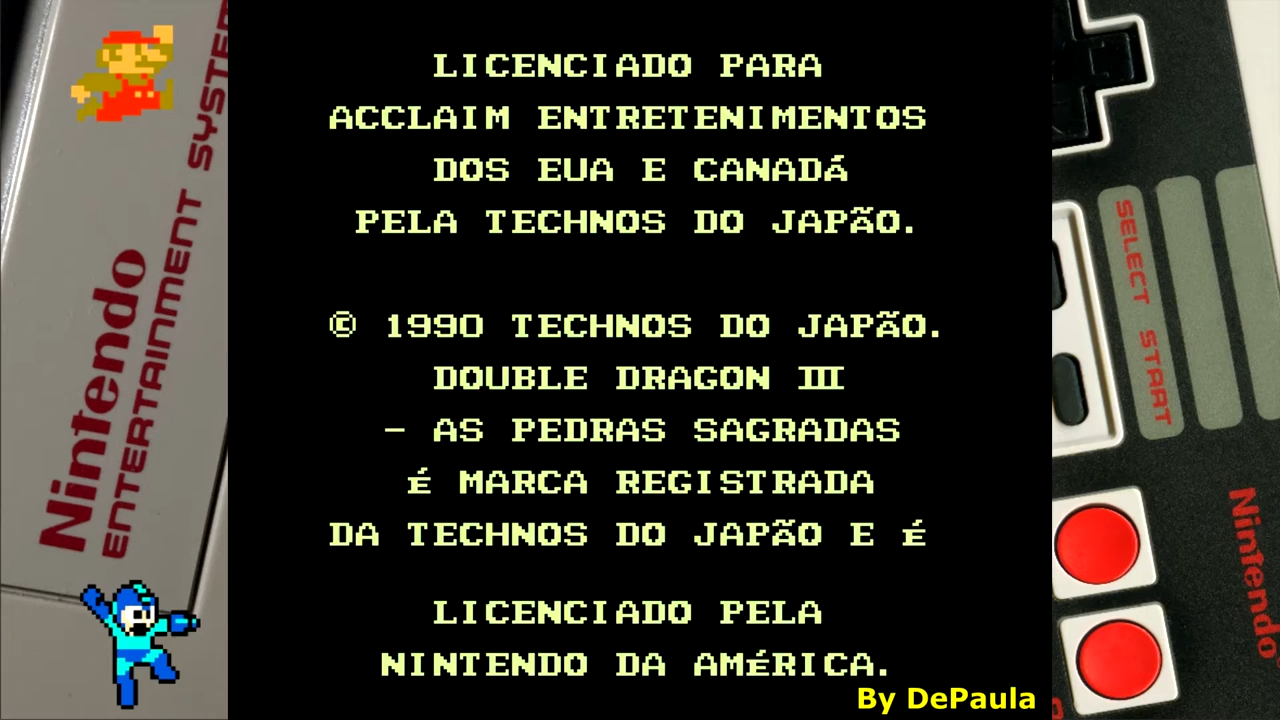 LICENCIADO PARA
ACCLAIM ENTRETENIMENTOS
DOS EUA E CANADÁ
PELA TECHNOS DO JAPÃO.
© 1990 TECHNOS DO JAPÃO.
DOUBLE DRAGON III
- AS PEDRAS SAGRADAS
É MARCA REGISTRADA
DA TECHNOS DO JAPÃO E É
LICENCIADO PELA
NINTENDO DA AMÉRICA.
By DePaula
Nintendo
ENTERTAINMENT SYSTEM
SELECT START
Nintendo